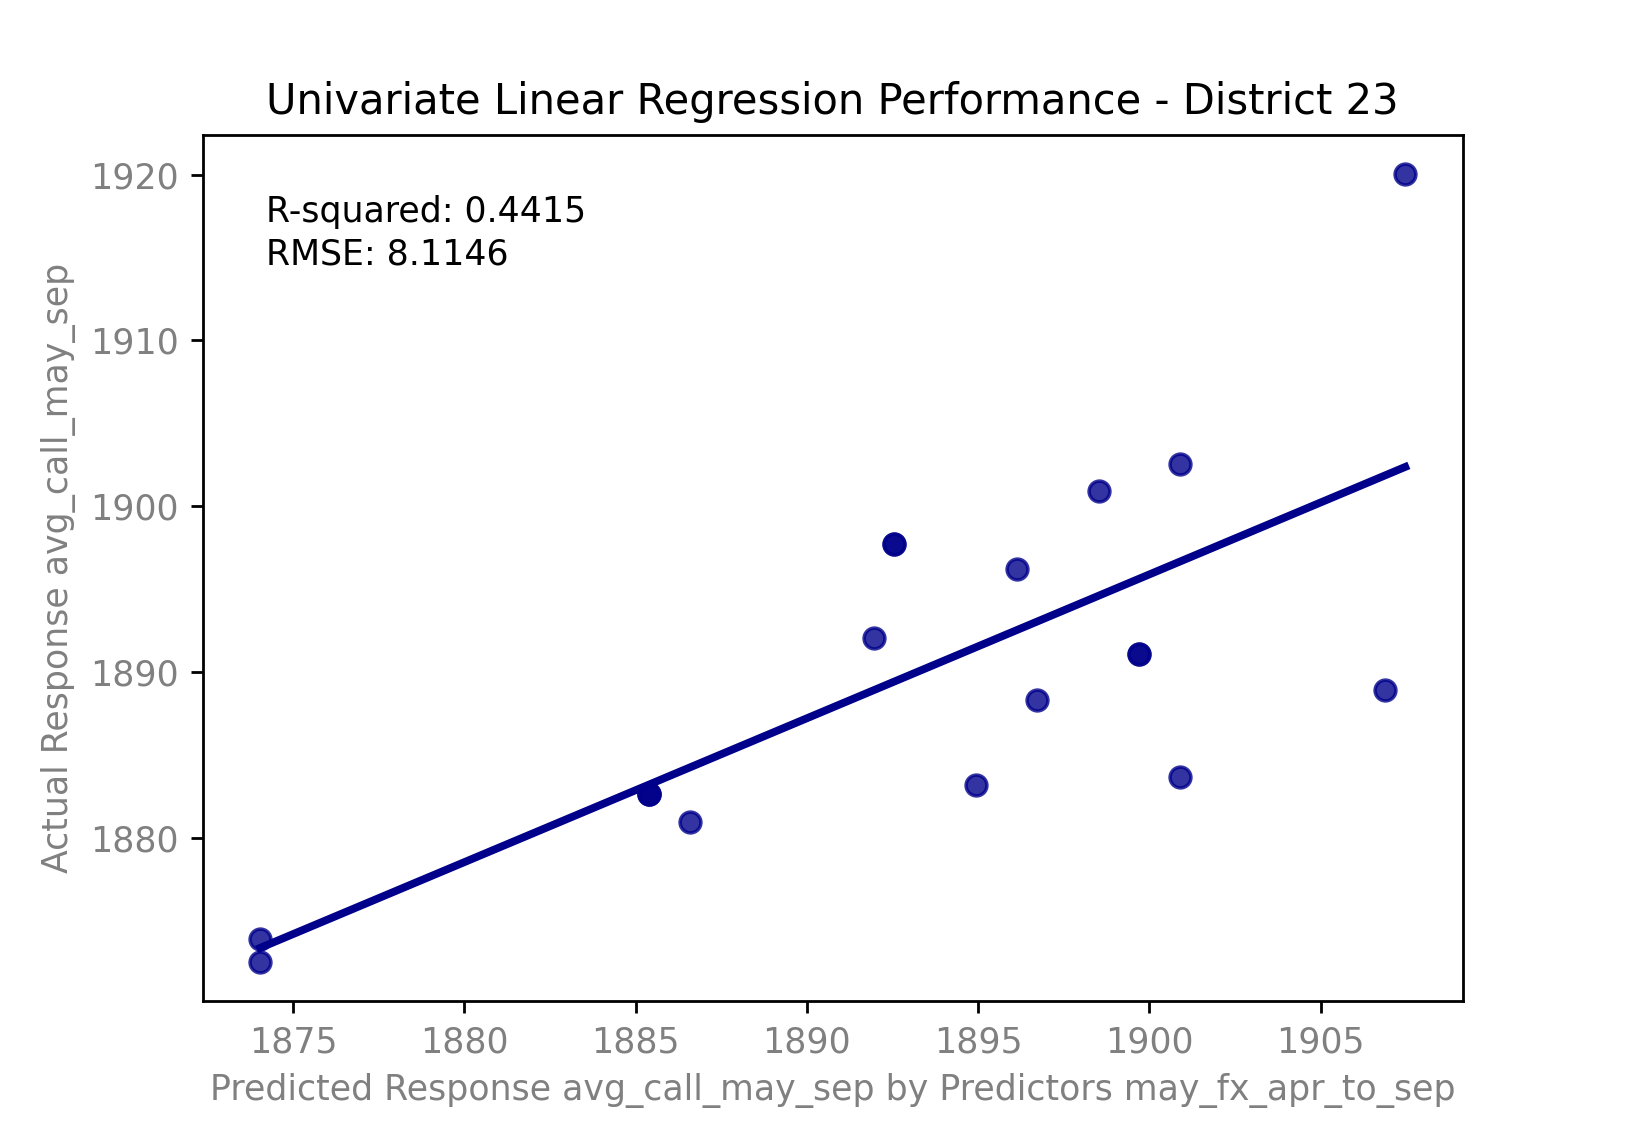 Univariate Linear Regression Performance - District 23
R-squared: 0.4415
RMSE: 8.1146
Actual Response avg_call_may_sep
1920
1910
1900
1890
1880
1875 1880 1885 1890 1895 1900 1905
Predicted Response avg_call_may_sep by Predictors may_fx_apr_to_sep